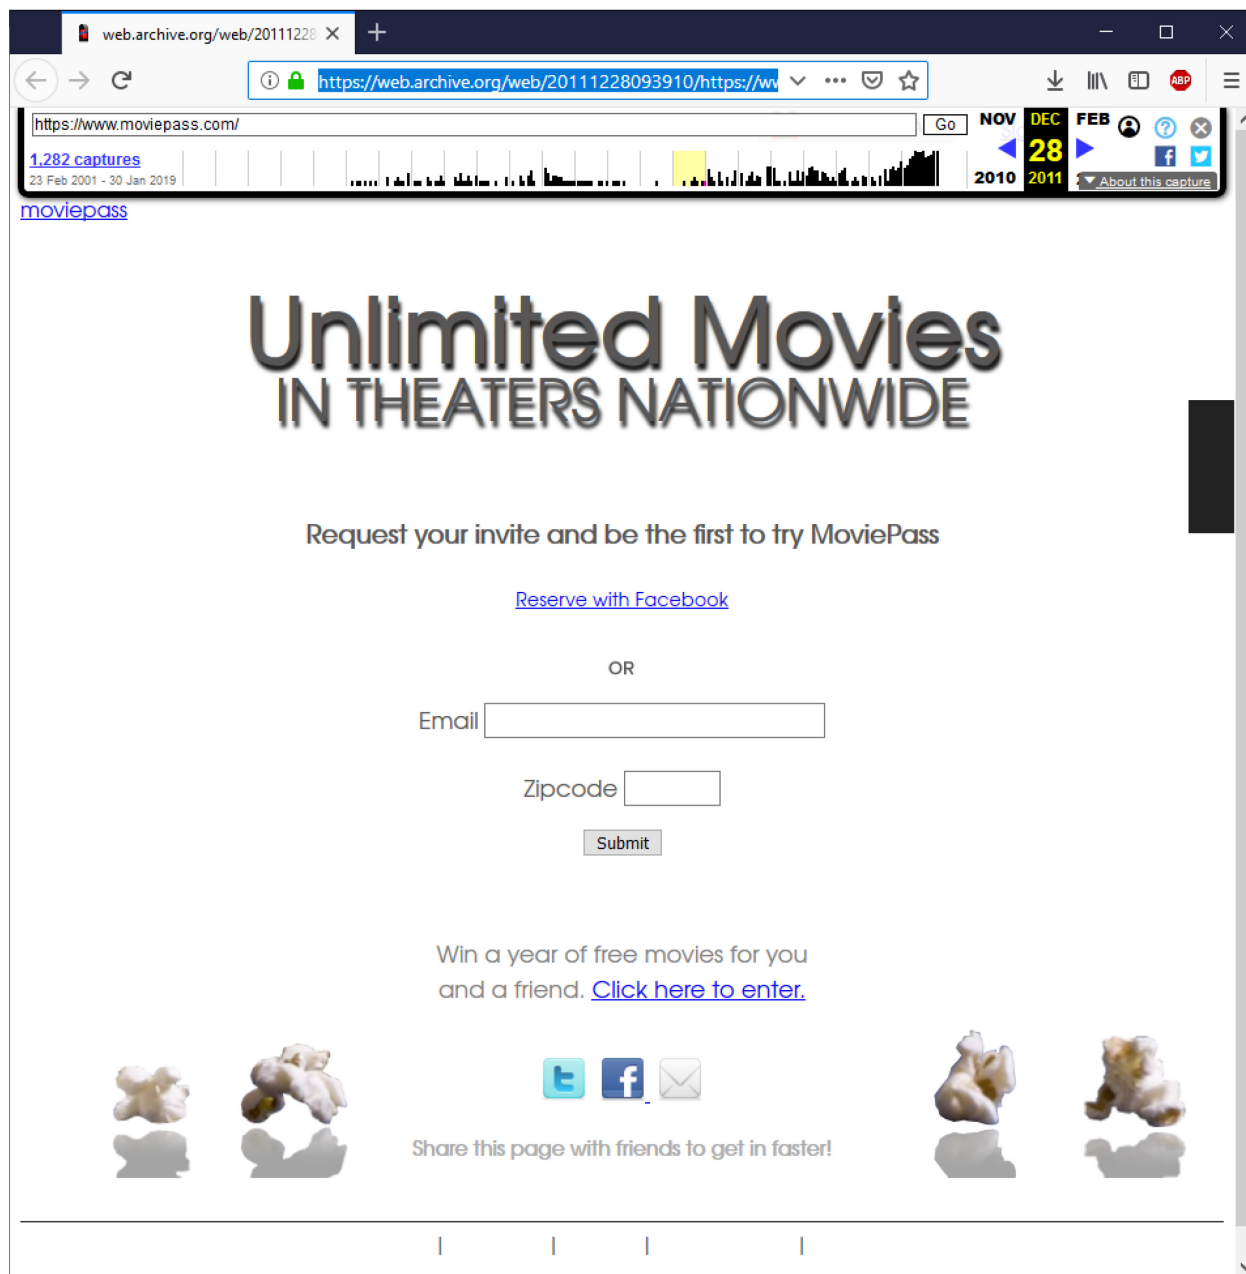 web.archive.org/web/20111228
https://web.archive.org/web/20111228093910/https://w
ABP
https://www.moviepass.com/
Go
NOV DEC FEB
1,282 captures
28
23 Feb 2001 - 30 Jan 2019
2010 2011
About this capture
moviepass
Unlimited Movies
IN THEATERS NATIONWIDE
Request your invite and be the first to try MoviePass
Reserve with Facebook
OR
Email
Zipcode
Submit
Win a year of free movies for you
and a friend. Click here to enter.
Share this page with friends to get in faster!
| | | |